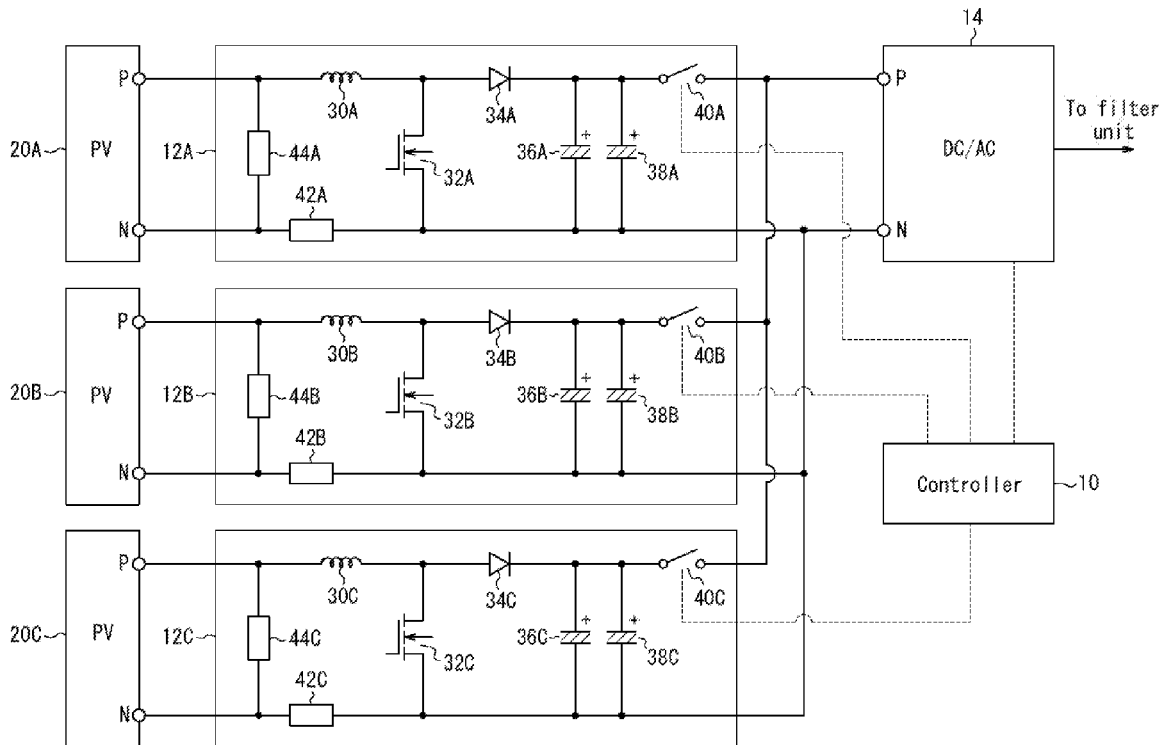 14
P
30A
34A
40A
P
To filter
unit
20A
PV
12A
44A
32A
36A
+
+
38A
DC/AC
42A
N
N
P
30B
34B
40B
20B
PV
12B
44B
32B
36B
+
+
38B
42B
N
Controller
10
P
30C
34C
40C
20C
PV
12C
44C
32C
36C
+
+
38C
42C
N